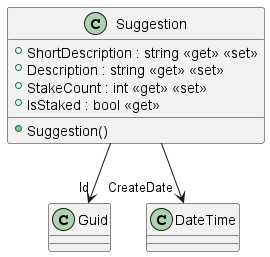 C Suggestion
ShortDescription : string «get» «set»
Description : string «get» «set»
StakeCount : int «get» «set»
IsStaked : bool «get»
Suggestion()
Id CreateDate
C Guid C DateTime